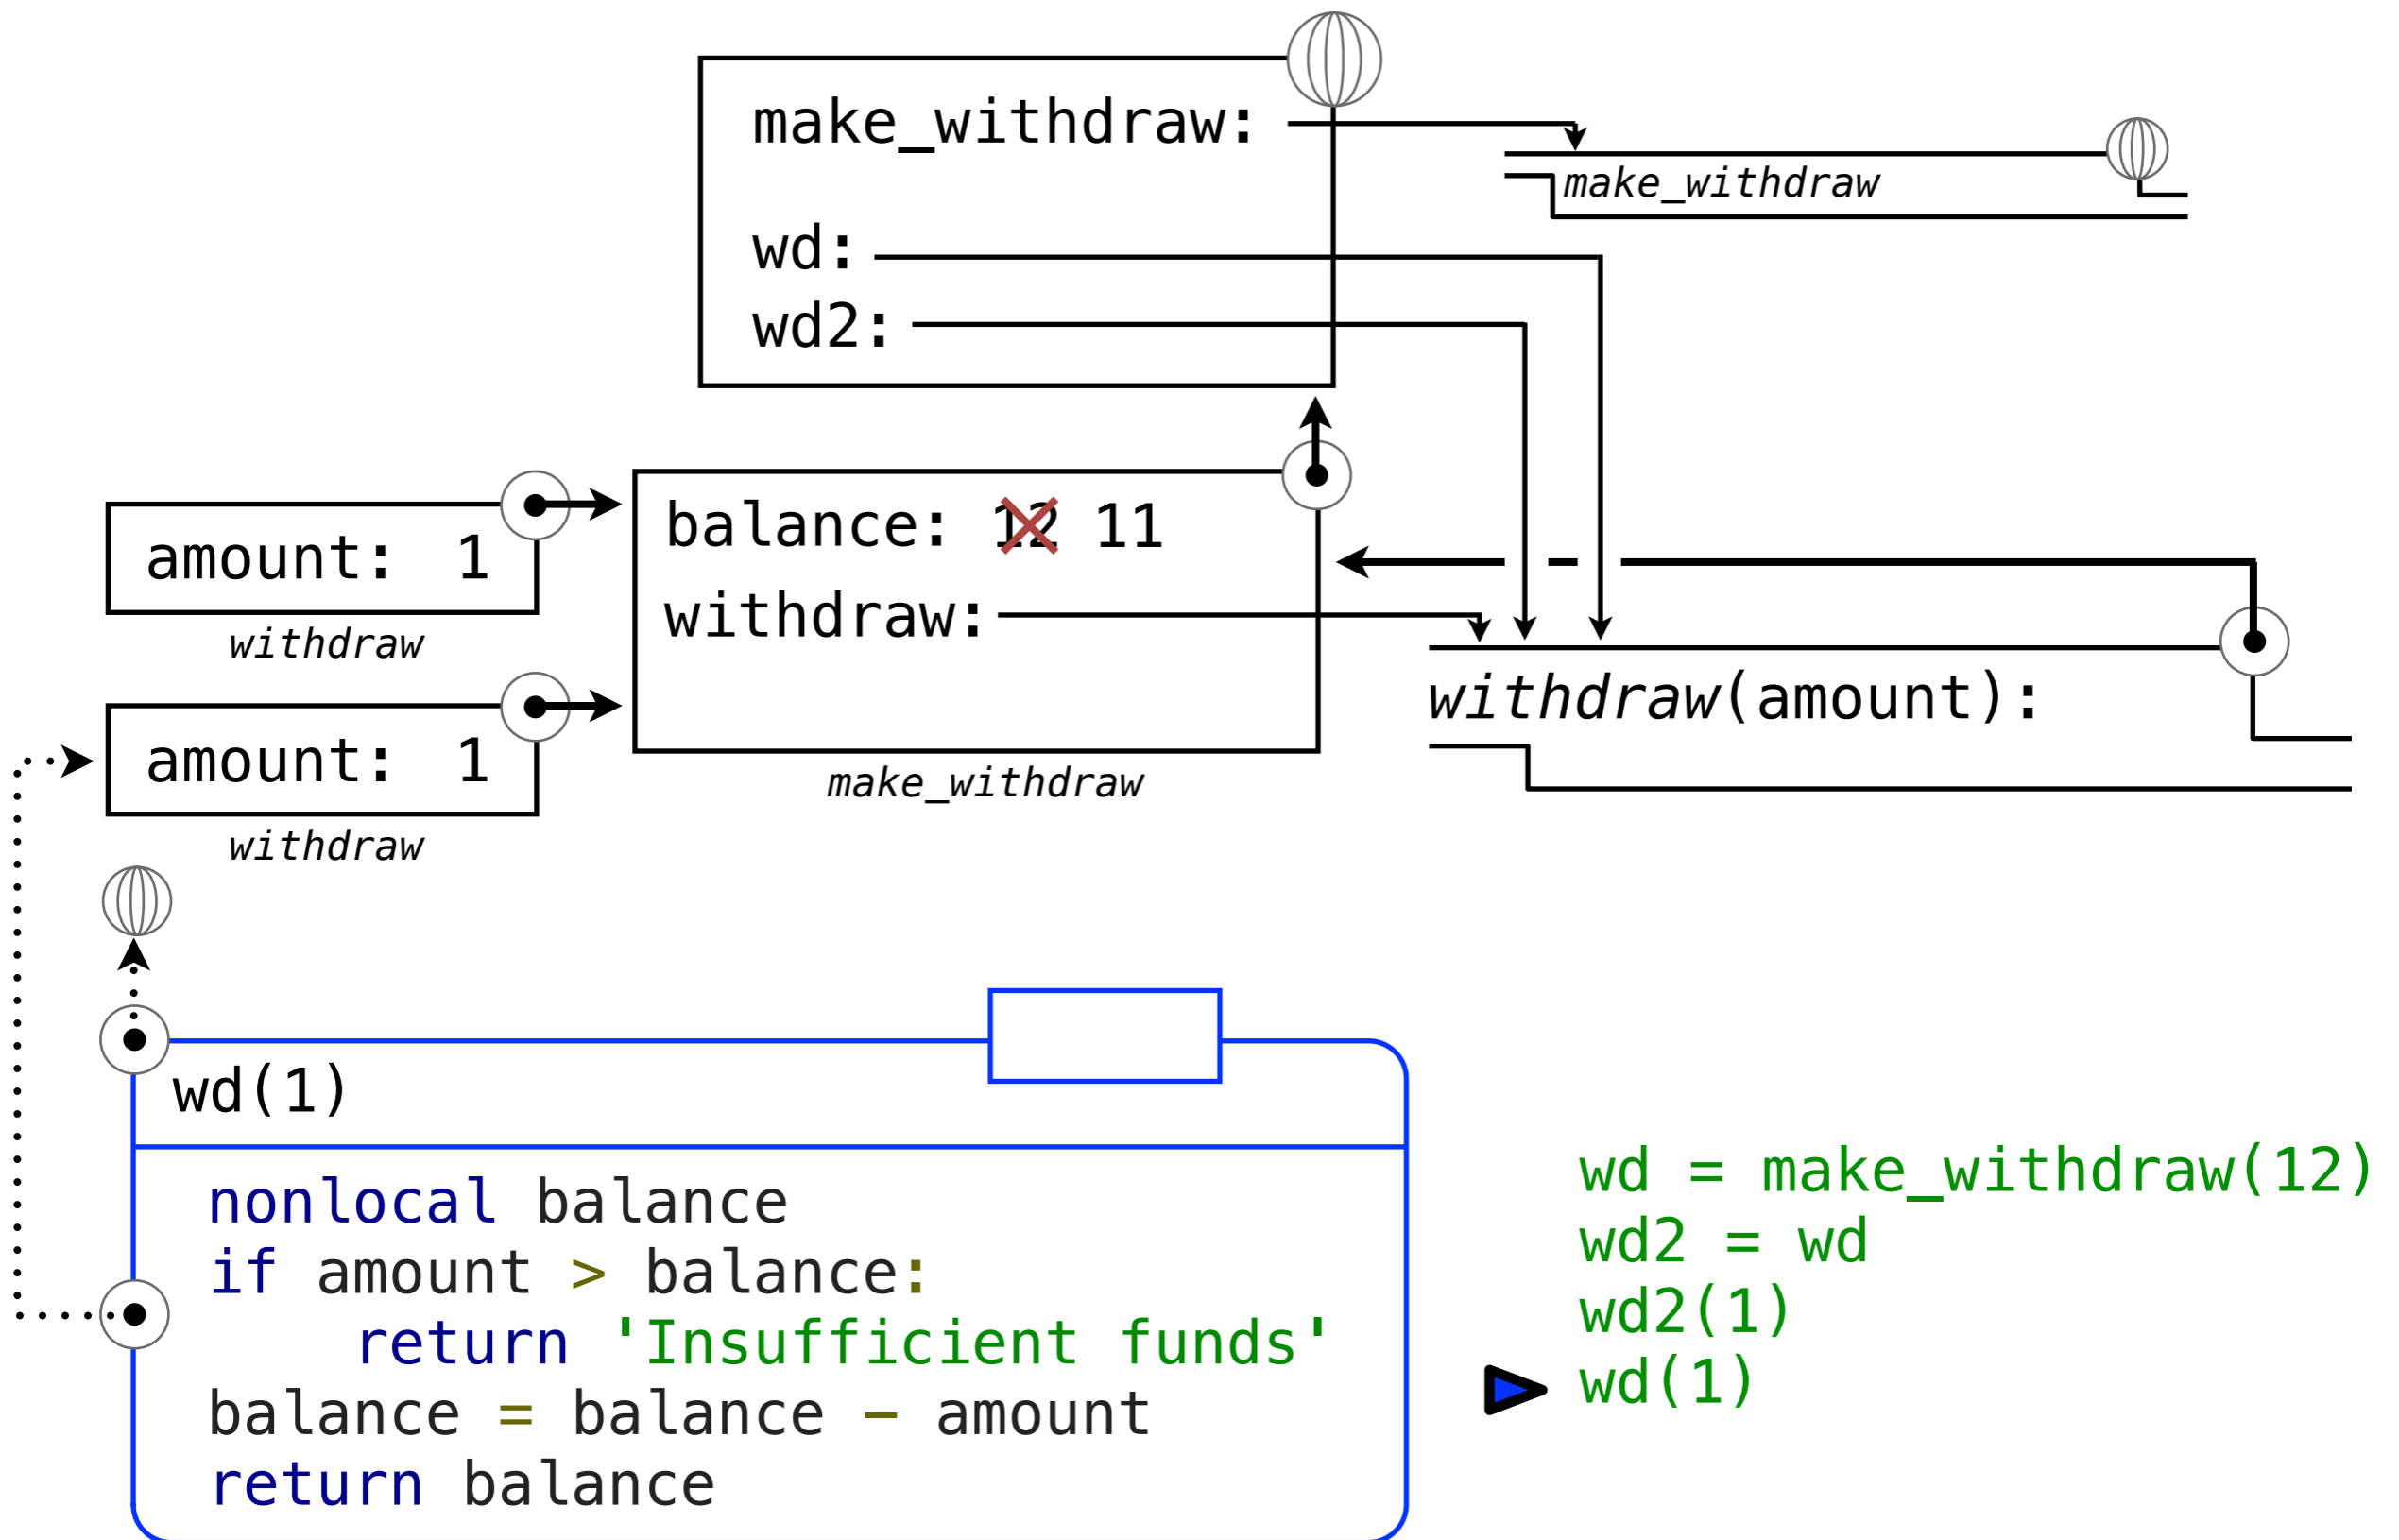 make_withdraw:
make_withdraw
wd:
wd2:
amount: 1
withdraw
balance: 12 11
withdraw:
make_withdraw
withdraw(amount):
amount: 1
withdraw
wd(1)
nonlocal balance
if amount > balance:
return 'Insufficient funds'
balance = balance – amount
return balance
wd = make_withdraw(12)
wd2 = wd
wd2(1)
wd(1)